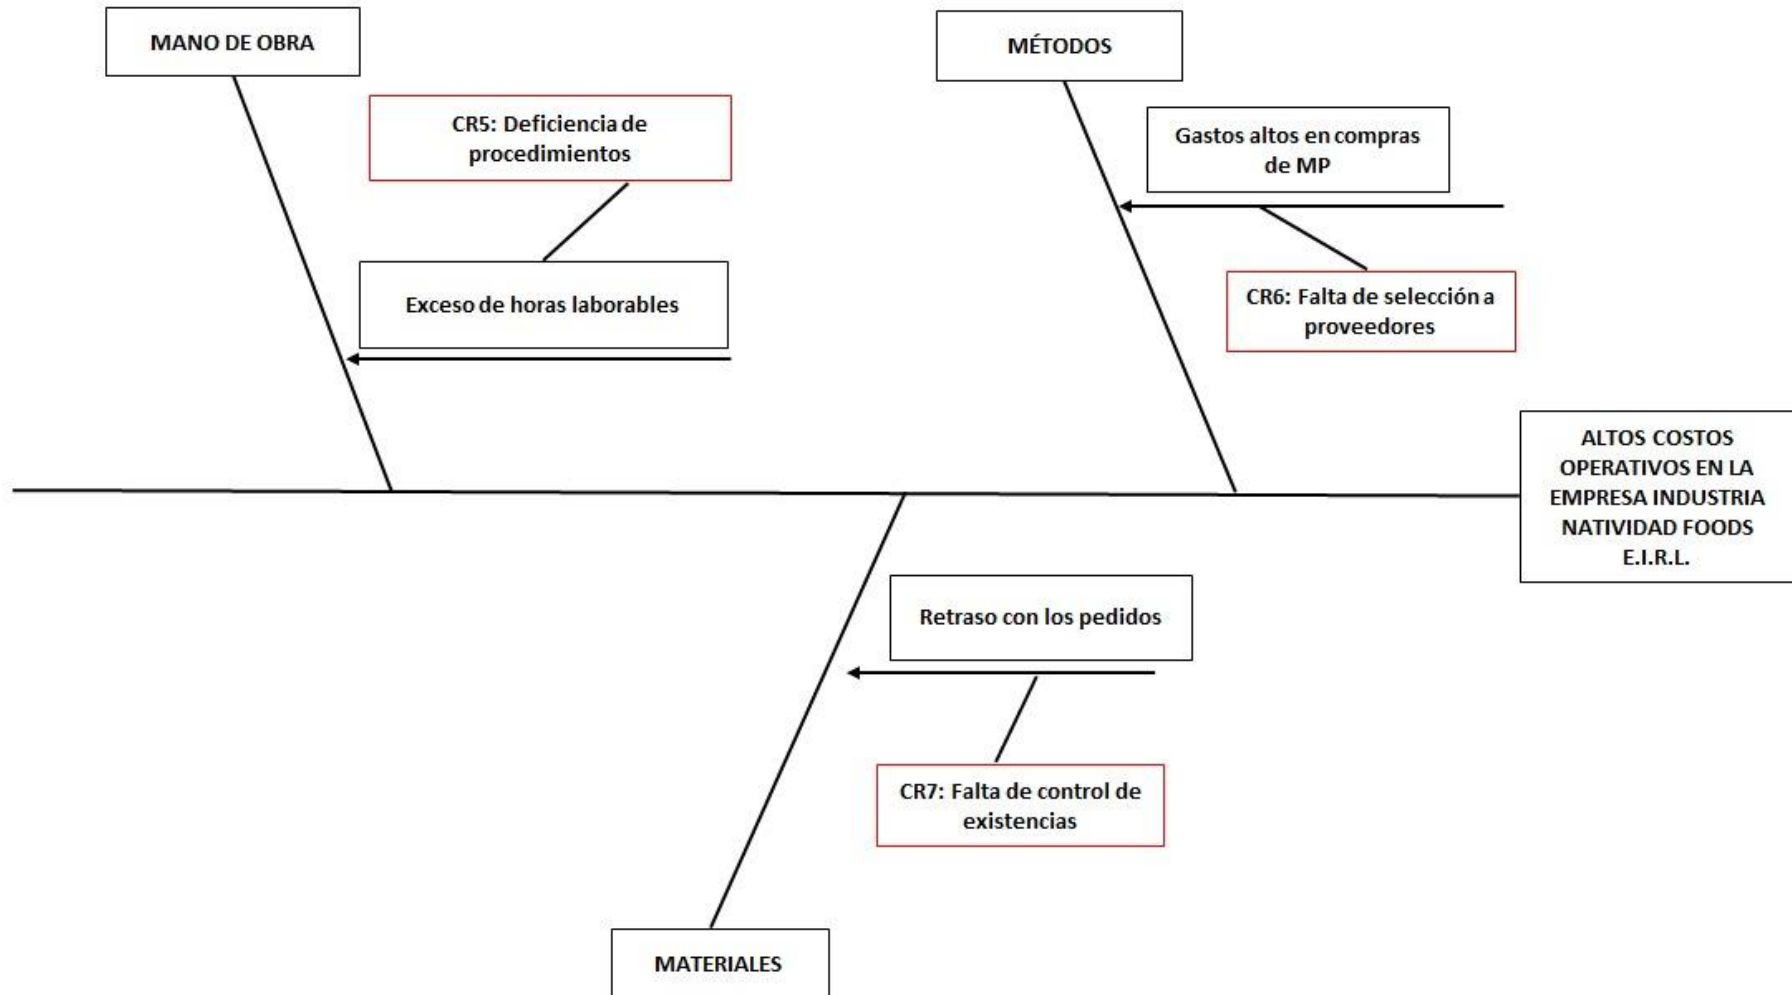 MANO DE OBRA
MÉTODOS
CR5: Deficiencia de
procedimientos
Gastos altos en compras
de MP
Exceso de horas laborables
CR6: Falta de selección a
proveedores
ALTOS COSTOS
OPERATIVOS EN LA
EMPRESA INDUSTRIA
NATIVIDAD FOODS
E.I.R.L.
Retraso con los pedidos
CR7: Falta de control de
existencias
MATERIALES